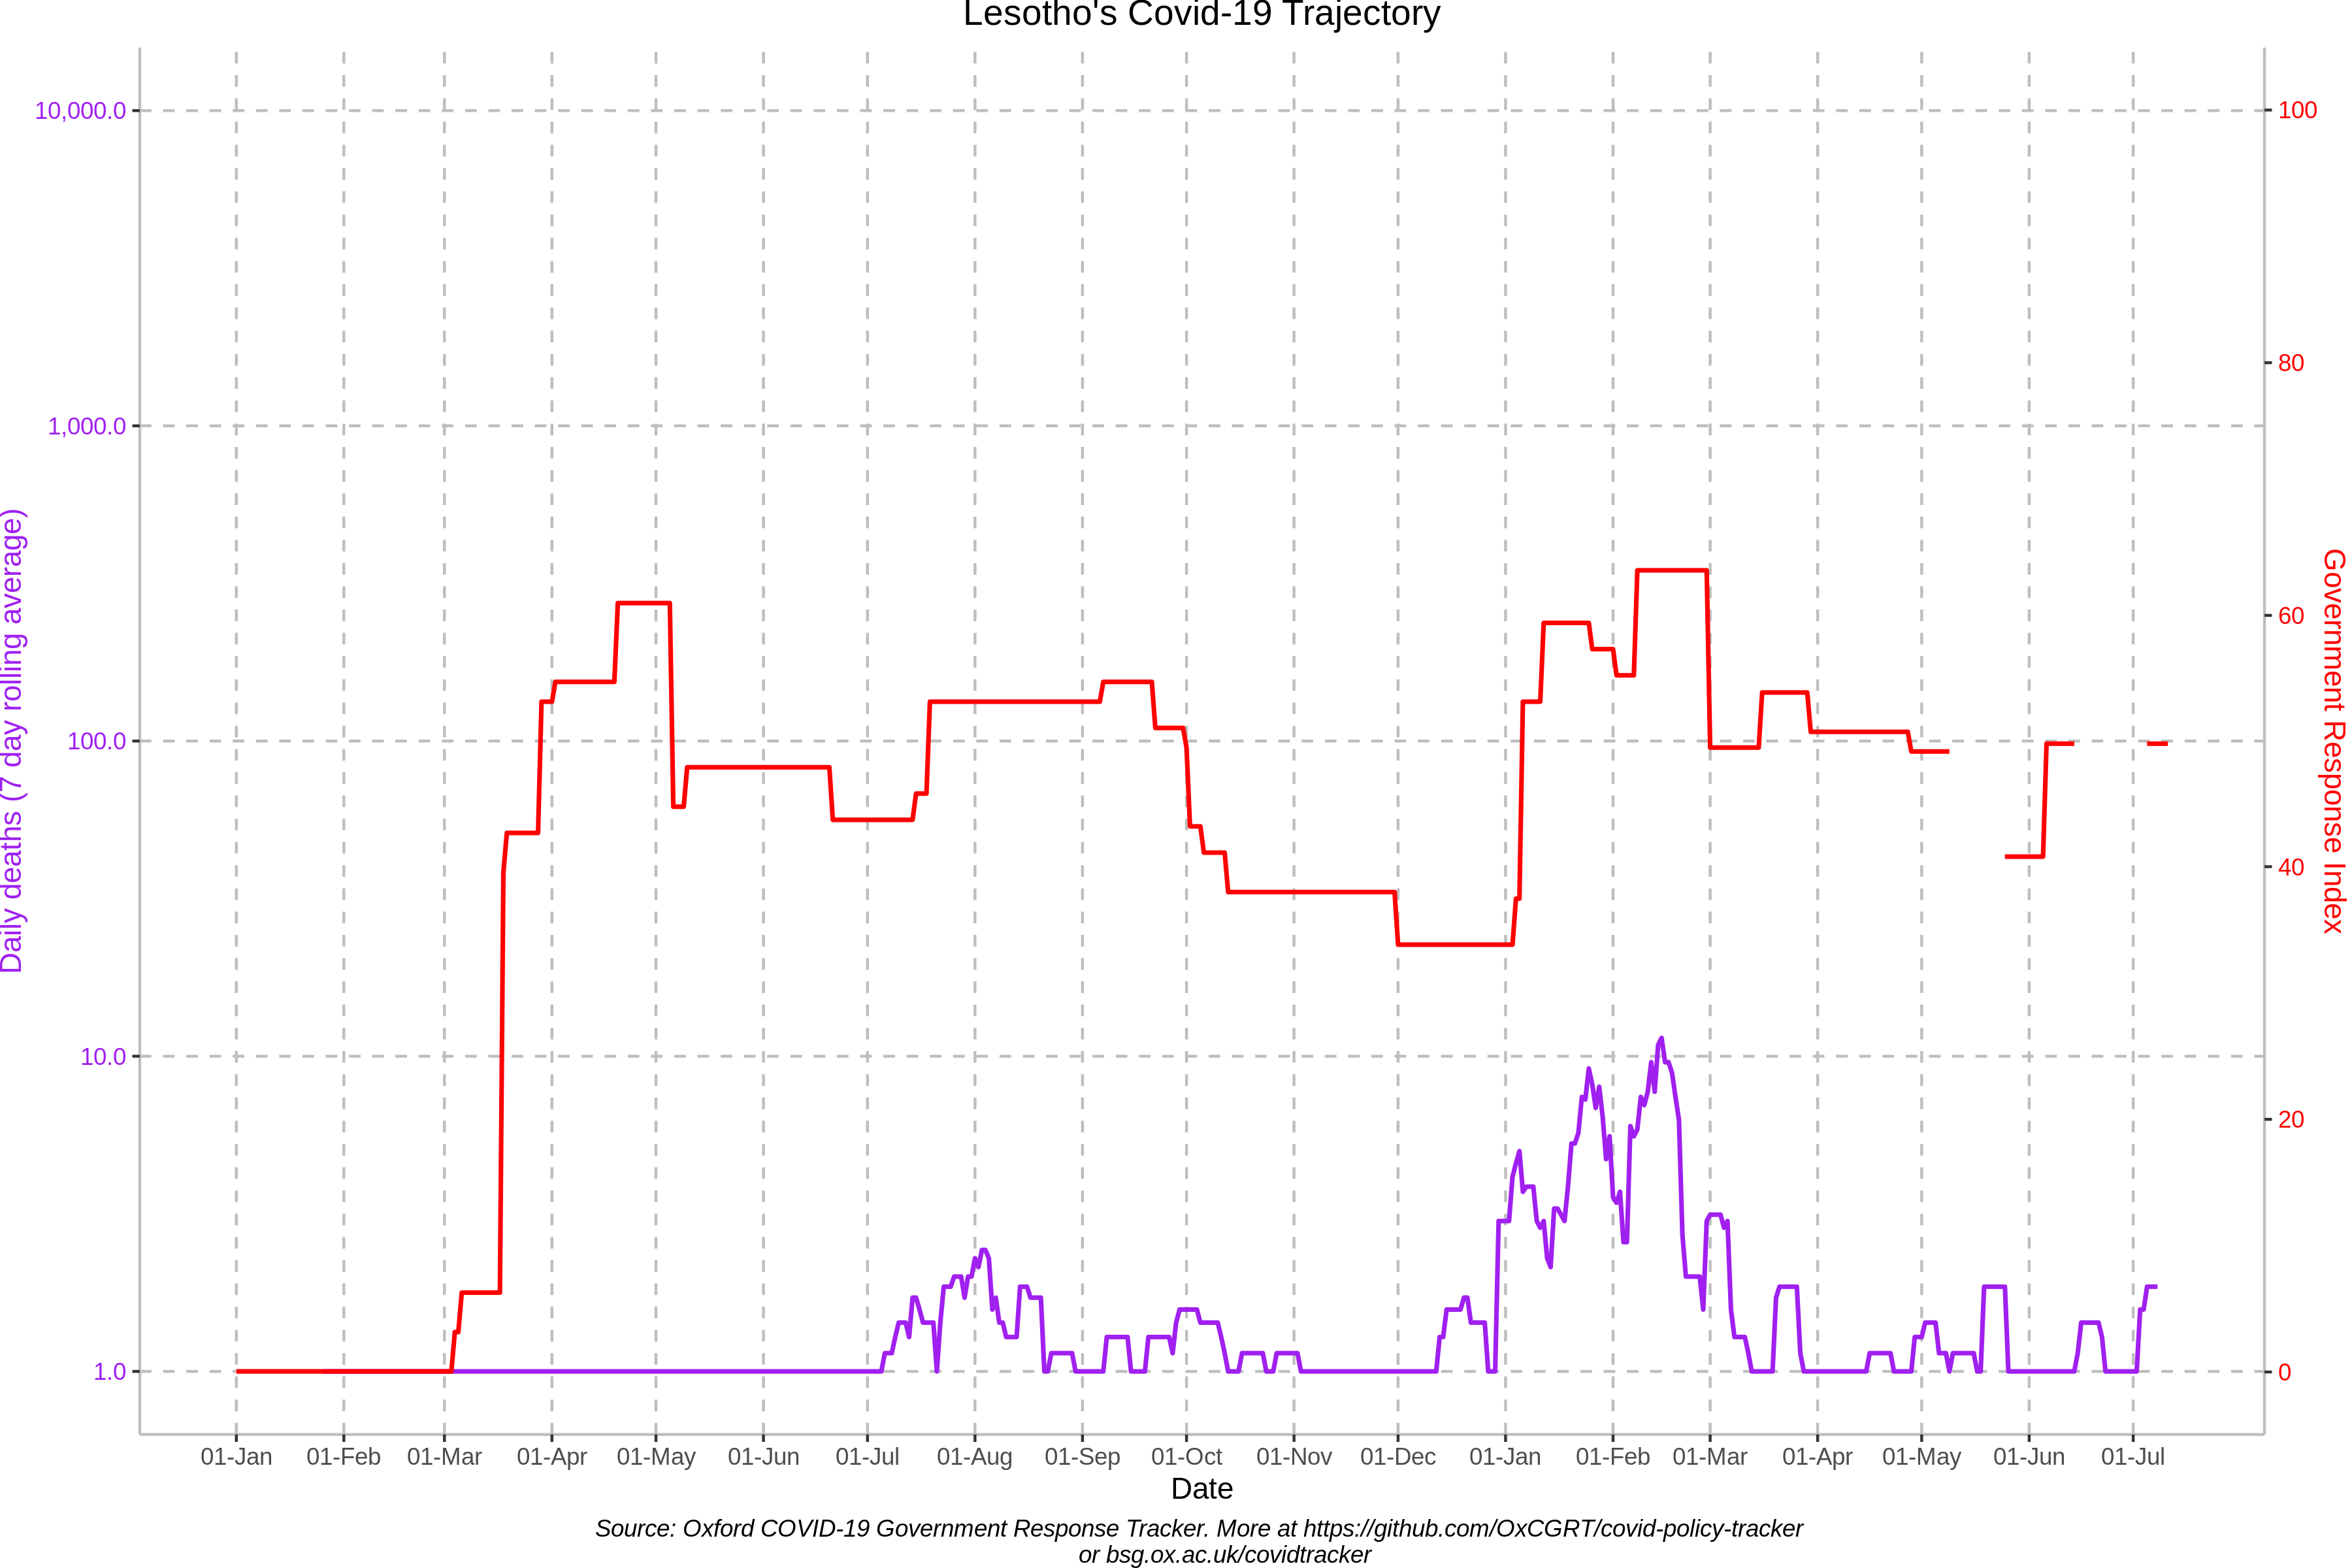 Lesotho's Covid-19 Trajectory
10,000.0
1,000.0
100.0
10.0
1.0
Daily deaths (7 day rolling average)
100
80
60
40
20
0
Government Response Index
01-Jan 01-Feb 01-Mar 01-Apr 01-May 01-Jun 01-Jul 01-Aug 01-Sep 01-Oct 01-Nov 01-Dec 01-Jan 01-Feb 01-Mar 01-Apr 01-May 01-Jun 01-Jul
Date
Source: Oxford COVID-19 Government Response Tracker. More at https://github.com/OxCGRT/covid-policy-tracker
or bsg.ox.ac.uk/covidtracker